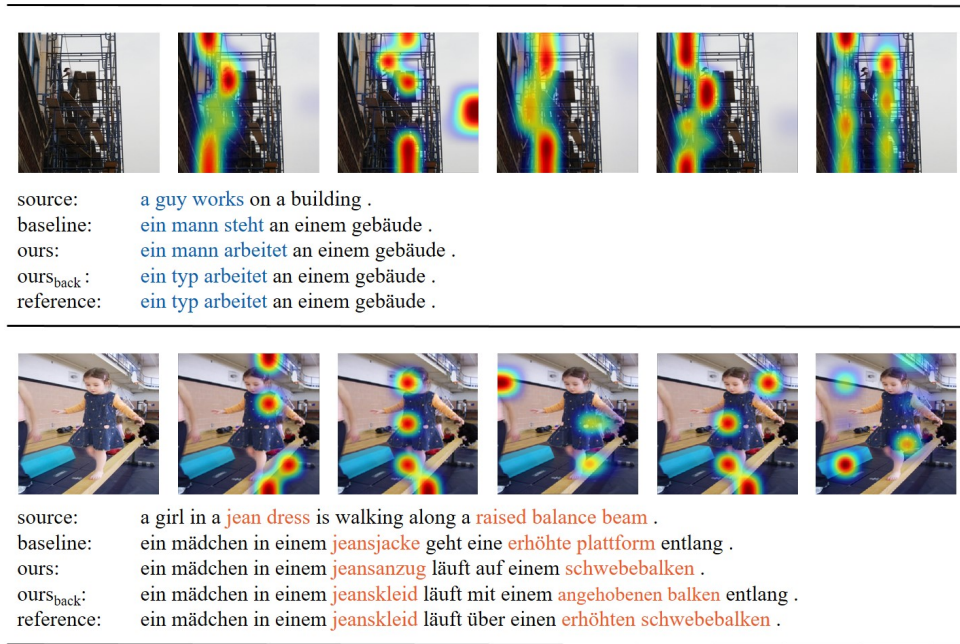 source: a guy works on a building .
baseline: ein mann steht an einem gebäude .
ours: ein mann arbeitet an einem gebäude .
ours_back : ein typ arbeitet an einem gebäude .
reference: ein typ arbeitet an einem gebäude .
source: a girl in a jean dress is walking along a raised balance beam .
baseline: ein mädchen in einem jeansjacke geht eine erhöhte plattform entlang .
ours: ein mädchen in einem jeansanzug läuft auf einem schwebebalken .
ours_back: ein mädchen in einem jeanskleid läuft mit einem angehobenen balken entlang .
reference: ein mädchen in einem jeanskleid läuft über einen erhöhten schwebebalken .